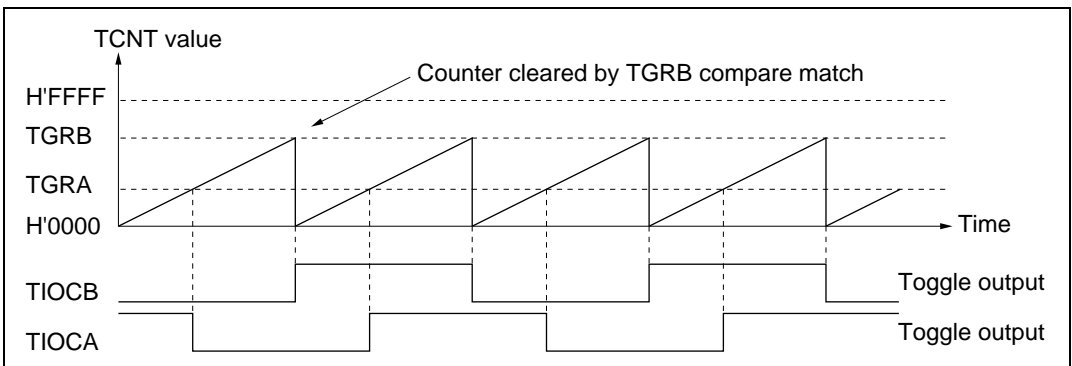 TCNT value
Counter cleared by TGRB compare match
H'FFFF
TGRB
TGRA
H'0000
Time
TIOCB
Toggle output
TIOCA
Toggle output